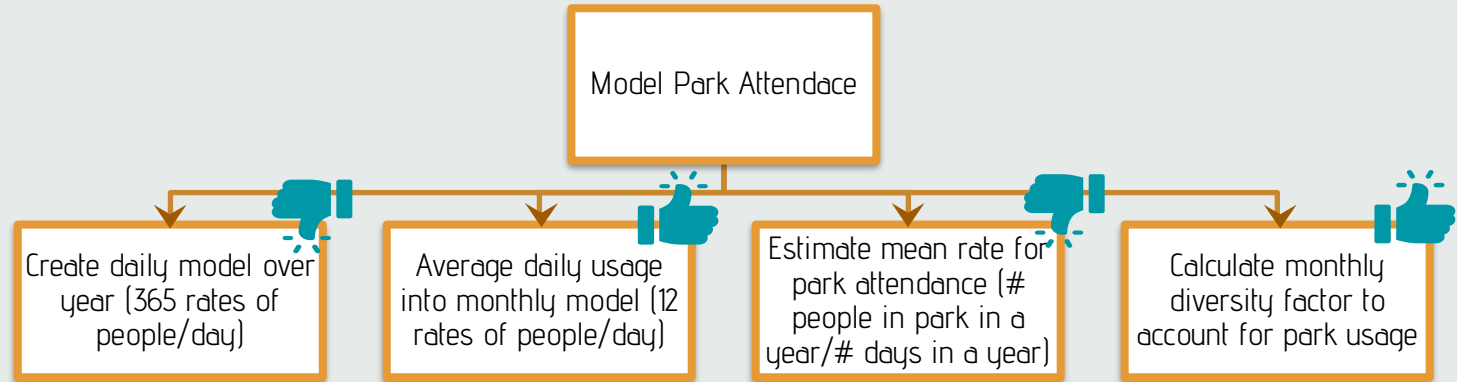 Model Park Attendace
Create daily model over
year (365 rates of
people/day)
Average daily usage
into monthly model (12
rates of people/day)
Estimate mean rate for
park attendance (#
people in park in a
year/# days in a year)
Calculate monthly
diversity factor to
account for park usage